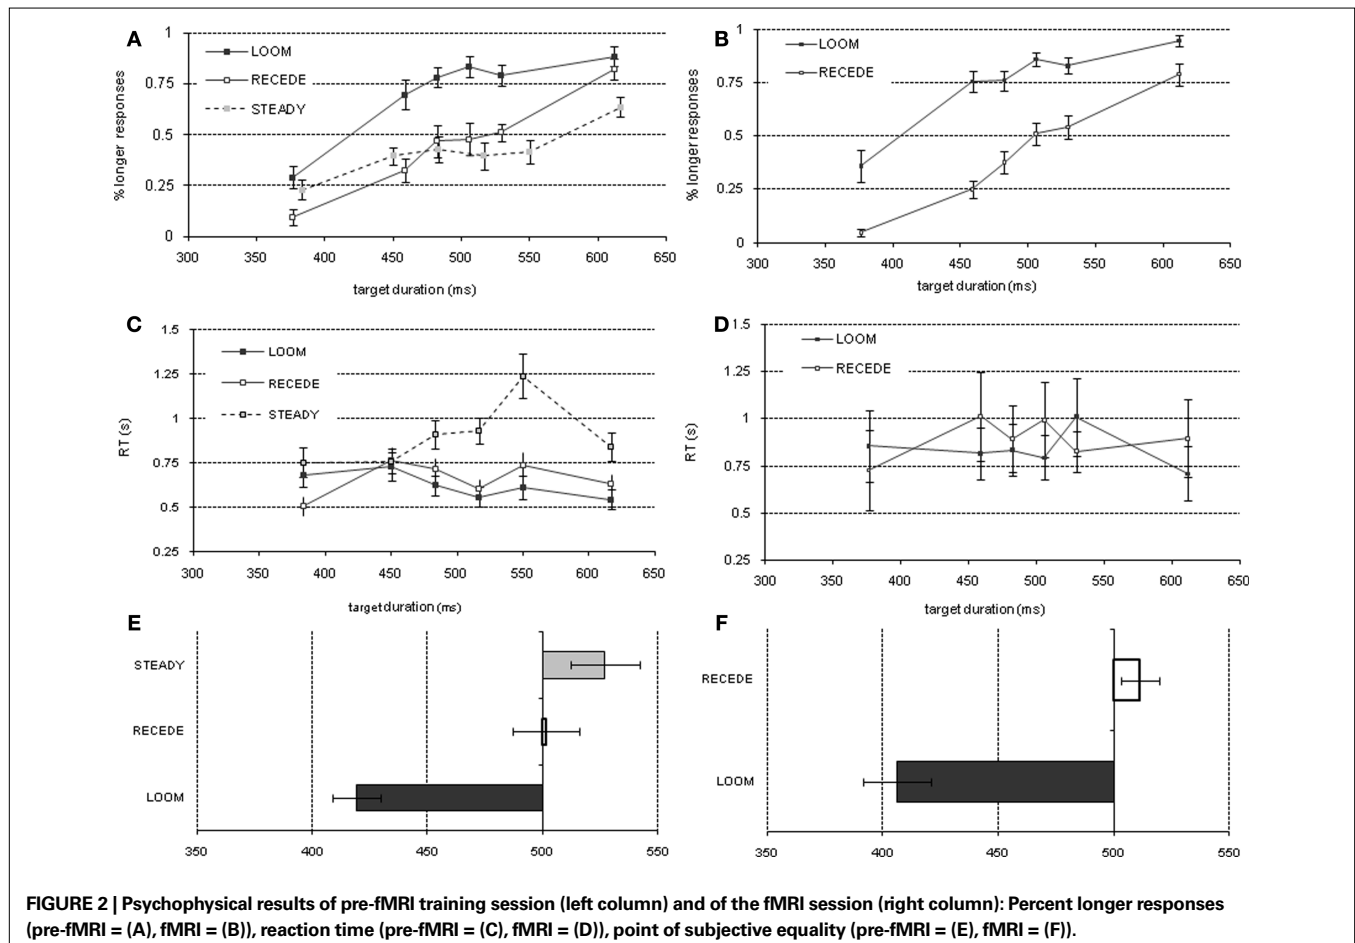 A
1
0.75
0.5
0.25
0
% longer responses
LOOM
RECEDE
STEADY
300 350 400 450 500 550 600 650
target duration (ms)
B
1
0.75
0.5
0.25
0
% longer responses
LOOM
RECEDE
300 350 400 450 500 550 600 650
target duration (ms)
C
1.5
1.25
1
0.75
0.5
0.25
RT (s)
LOOM
RECEDE
STEADY
300 350 400 450 500 550 600 650
target duration (ms)
D
1.5
1.25
1
0.75
0.5
0.25
RT (s)
LOOM
RECEDE
300 350 400 450 500 550 600 650
target duration (ms)
E
STEADY
RECEDE
LOOM
350 400 450 500 550
F
RECEDE
LOOM
350 400 450 500 550
FIGURE 2 | Psychophysical results of pre-fMRI training session (left column) and of the fMRI session (right column): Percent longer responses
(pre-fMRI = (A), fMRI = (B)), reaction time (pre-fMRI = (C), fMRI = (D)), point of subjective equality (pre-fMRI = (E), fMRI = (F)).